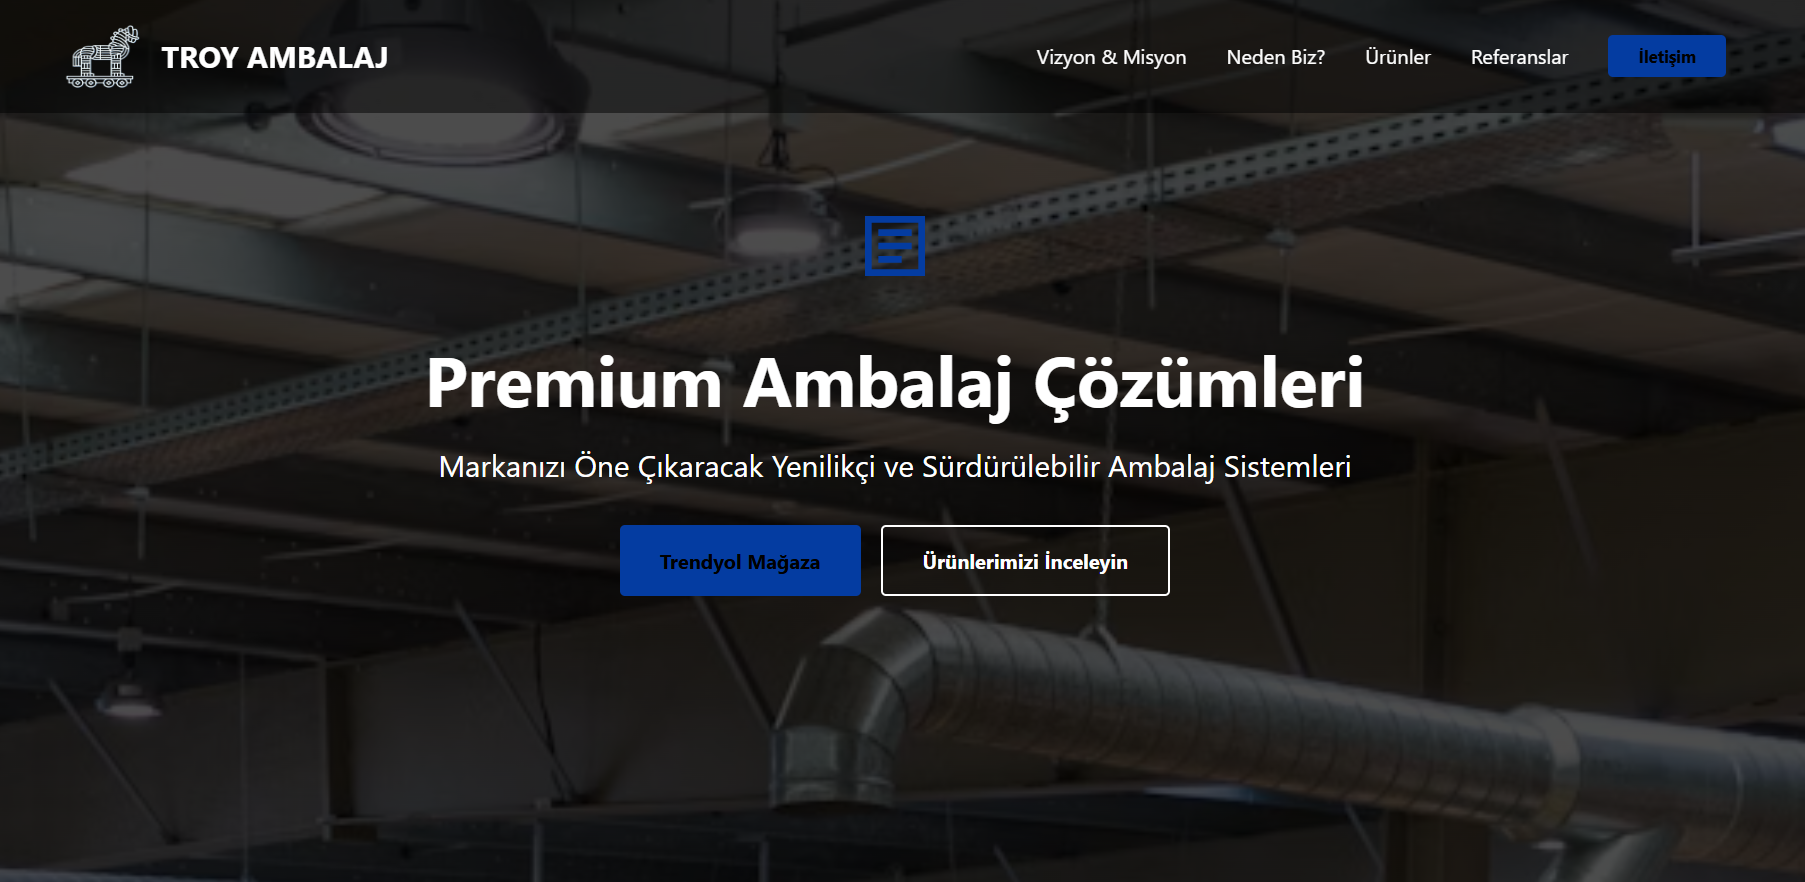 TROY AMBALAJ
Vizyon & Misyon
Neden Biz?
Ürünler
Referanslar
İletişim
Premium Ambalaj Çözümleri
Markanızı Öne Çıkaracak Yenilikçi ve Sürdürülebilir Ambalaj Sistemleri
Trendyol Mağaza
Ürünlerimizi İnceleyin